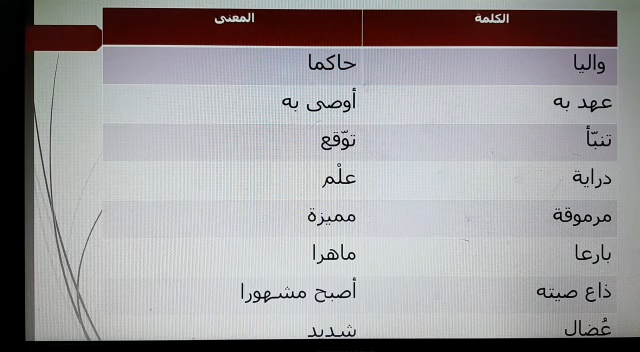 الكلمة المعنى
واليا حاكما
عهد به أوصى به
تنبّأ توّقع
دراية علْم
مرموقة مميزة
بارعا ماهرا
ذاع صيته أصبح مشهورا
عُضال شديد